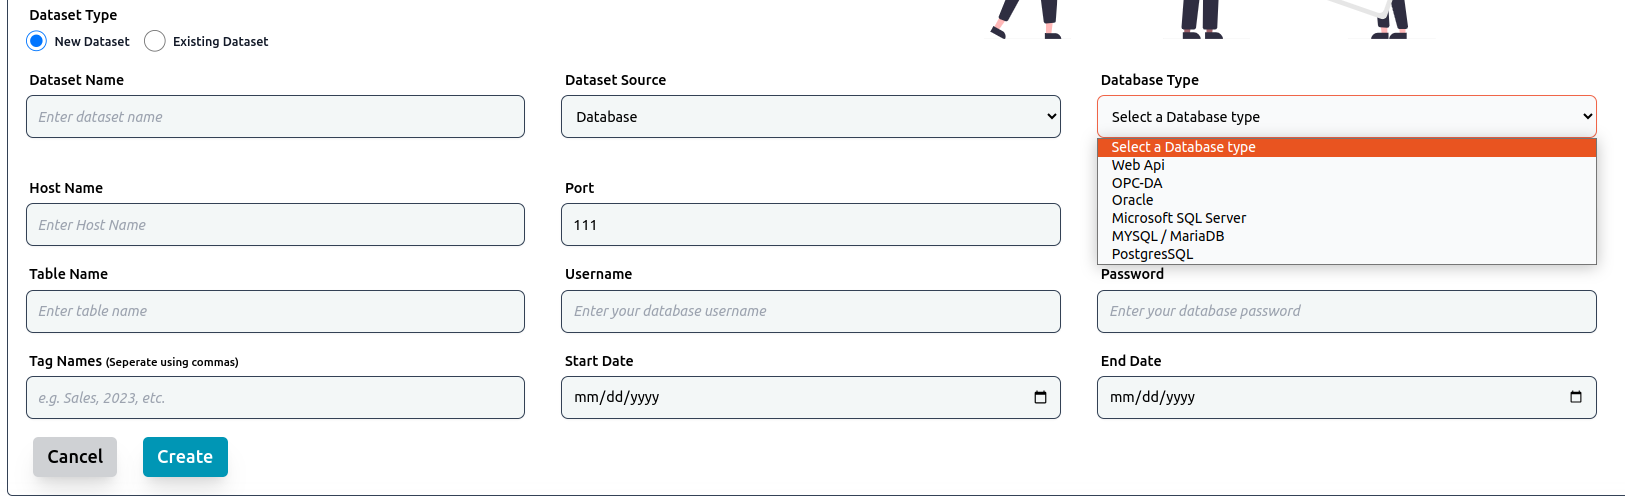 Dataset Type
New Dataset Existing Dataset
Dataset Name Dataset Source Database Type
Enter dataset name Database Select a Database type
Select a Database type
Web Api
OPC-DA
Oracle
Microsoft SQL Server
MYSQL / MariaDB
PostgresSQL
Host Name Port
Enter Host Name 111
Table Name Username Password
Enter table name Enter your database username Enter your database password
Tag Names (Seperate using commas) Start Date End Date
e.g. Sales, 2023, etc. mm/dd/yyyy mm/dd/yyyy
Cancel Create